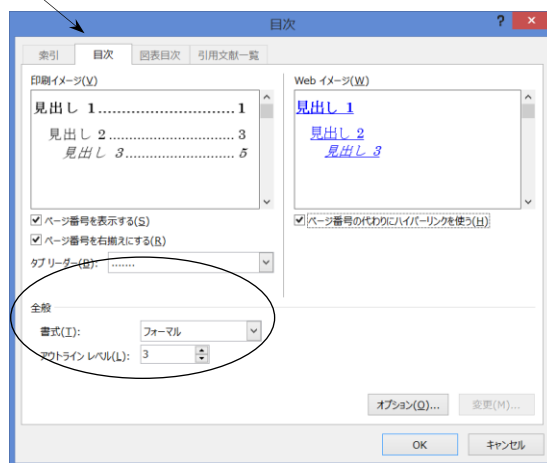 目次
?
×
索引 目次 図表目次 引用文献一覧
印刷イメージ(V)
見出し 1............................ 1
見出し 2.......................... 3
見出し 3.......................... 5
Web イメージ(W)
見出し 1
見出し 2
見出し 3
ページ番号を表示する(S)
ページ番号を右揃えにする(R)
タブ リーダー(B): .......
ページ番号の代わりにハイパーリンクを使う(H)
全般
書式(T): フォーマル
アウトライン レベル(L): 3
オプション(O)... 変更(M)...
OK キャンセル